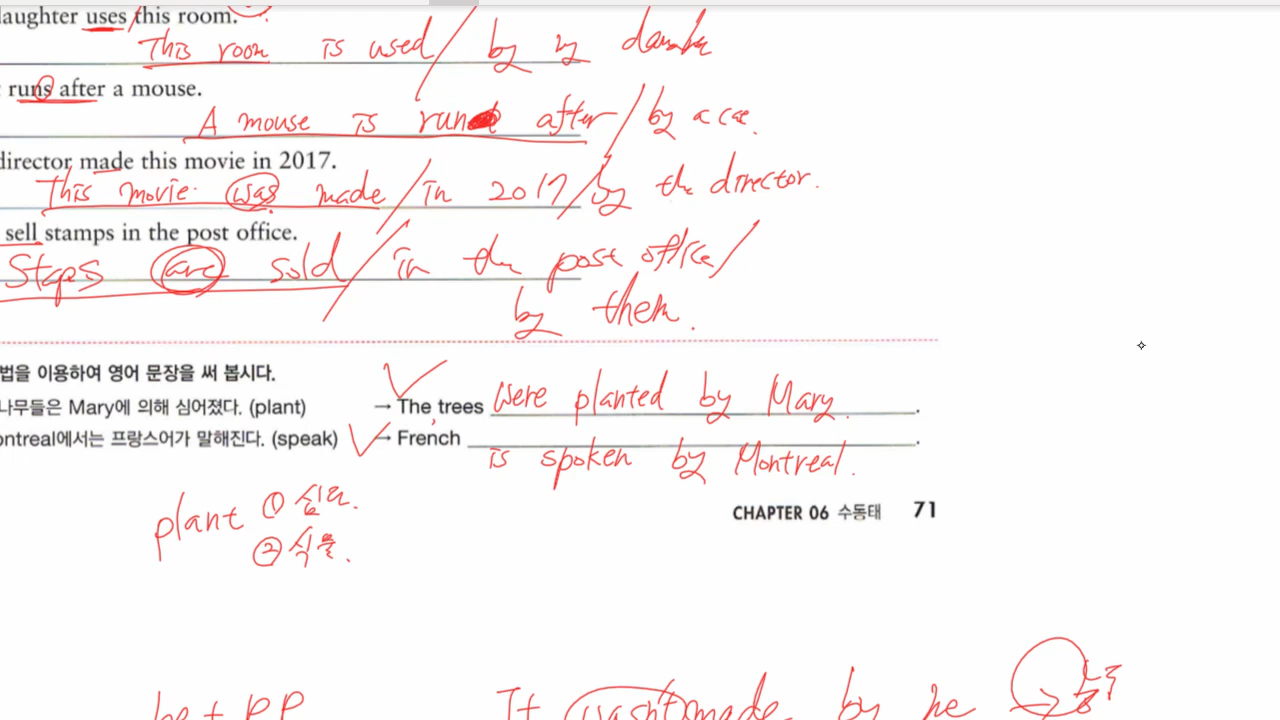 daughter uses this room.
This room is used / by
runs after a mouse.
A mouse is run after / by a
director made this movie in 2017.
This movie was made / in 2017 / by the director.
sell stamps in the post office.
Staps are sold / in the post office /
by them.
법을 이용하여 영어 문장을 써 봅시다.
나무들은 Mary에 의해 심어졌다. (plant) → The trees were planted by Mary.
ontreal에서는 프랑스어가 말해진다. (speak) → French
is spoken by Montreal.
plant ① 심다.
② 식물.
CHAPTER 06 수동태 71
be + PP It wasn't made by he →